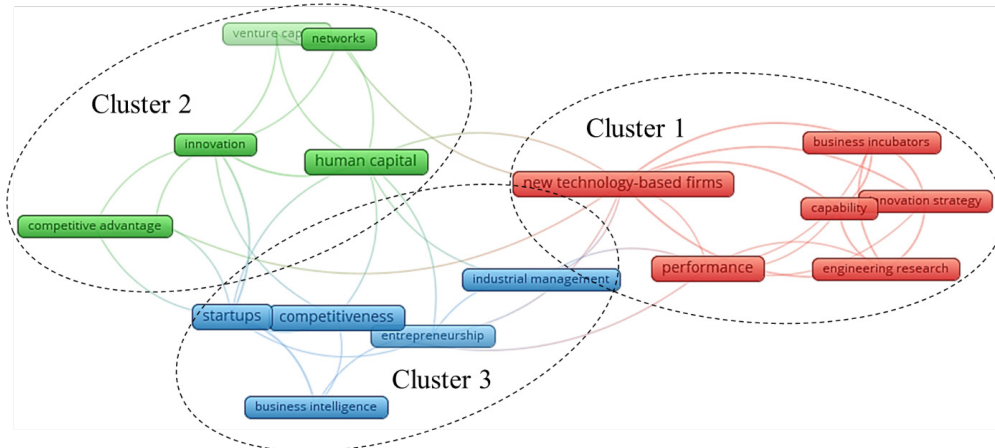 venture cap
networks
Cluster 2
innovation
human capital
competitive advantage
Cluster 1
business incubators
new technology-based firms
capability
nnovation strategy
performance
engineering research
industrial management
startups
competitiveness
entrepreneurship
Cluster 3
business intelligence